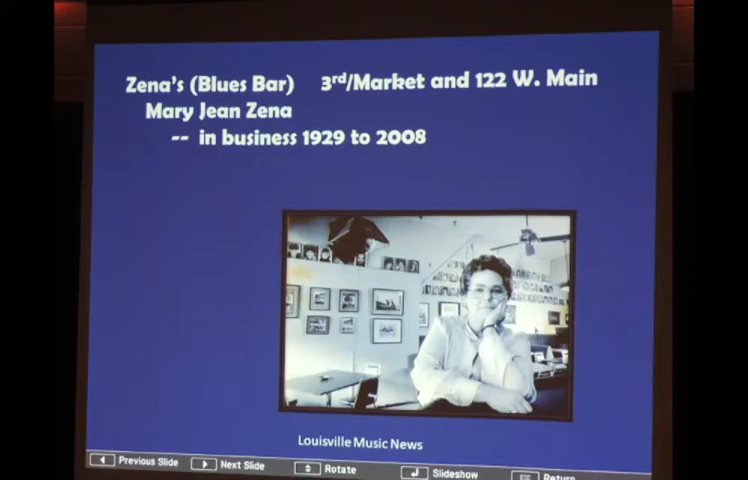 Zena's (Blues Bar) 3rd/Market and 122 W. Main
Mary Jean Zena
-- in business 1929 to 2008
Louisville Music News
Previous Slide Next Slide Rotate Slideshow Return